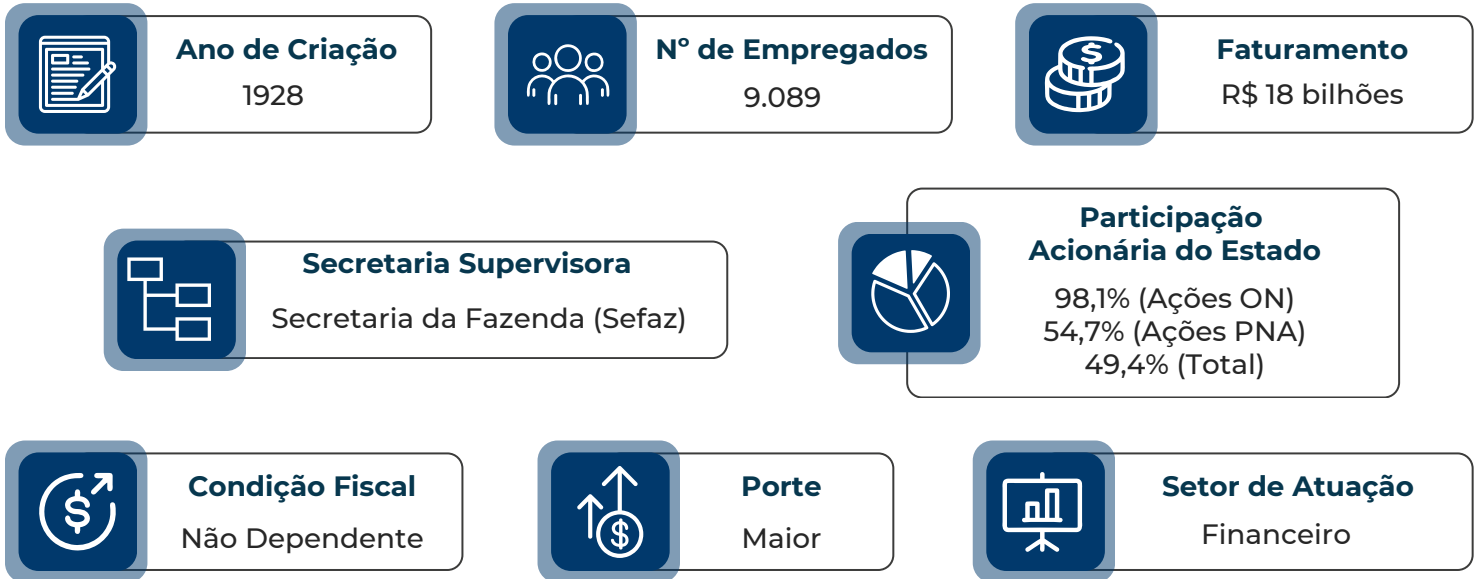 Ano de Criação
1928
Nº de Empregados
9.089
Faturamento
R$ 18 bilhões
Secretaria Supervisora
Secretaria da Fazenda (Sefaz)
Participação
Acionária do Estado
98,1% (Ações ON)
54,7% (Ações PNA)
49,4% (Total)
Condição Fiscal
Não Dependente
Porte
Maior
Setor de Atuação
Financeiro